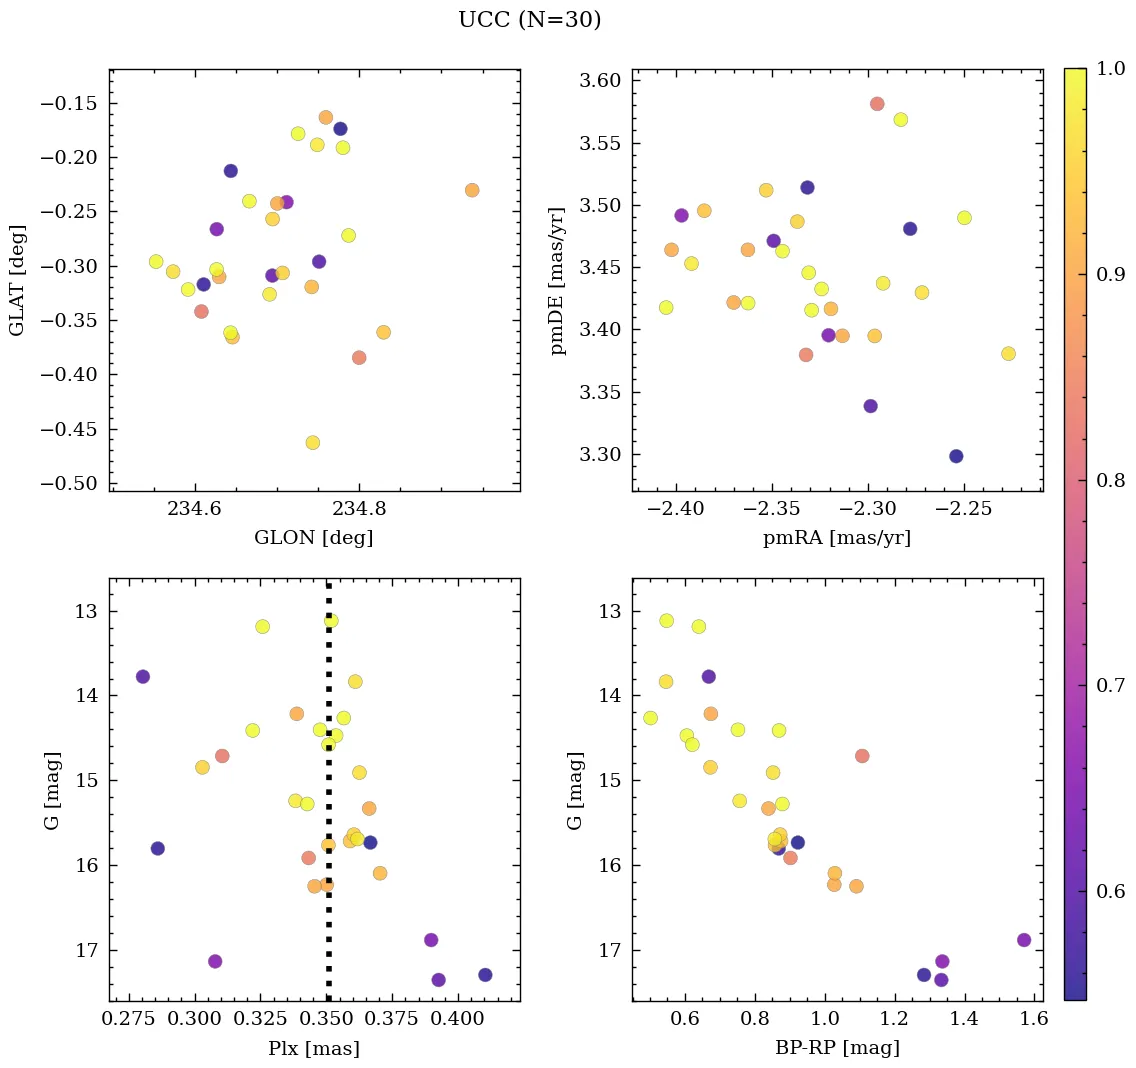 UCC (N=30)
−0.15
−0.20
−0.25
−0.30
−0.35
−0.40
−0.45
−0.50
GLAT [deg]
234.6 234.8
GLON [deg]
3.60
3.55
3.50
3.45
3.40
3.35
3.30
pmDE [mas/yr]
−2.40 −2.35 −2.30 −2.25
pmRA [mas/yr]
13
14
15
16
17
G [mag]
0.275 0.300 0.325 0.350 0.375 0.400
Plx [mas]
13
14
15
16
17
G [mag]
0.6 0.8 1.0 1.2 1.4 1.6
BP-RP [mag]
1.0
0.9
0.8
0.7
0.6